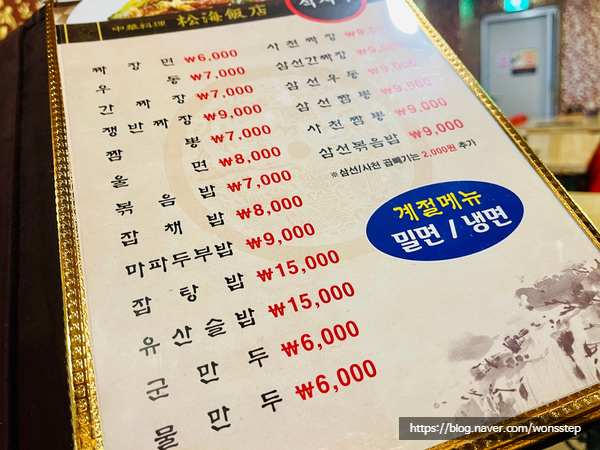 中華料理 松海飯店
짜장면 ₩6,000
우동 ₩7,000
간짜장 ₩7,000
쟁반짜장 ₩9,000
짬뽕 ₩7,000
울면 ₩8,000
볶음밥 ₩7,000
잡채밥 ₩8,000
마파두부밥 ₩9,000
잡탕밥 ₩15,000
유산슬밥 ₩15,000
군만두 ₩6,000
물만두 ₩6,000
사천짜장
삼선간짜장
삼선우동 ₩9,000
삼선짬뽕 ₩9,000
사천짬뽕 ₩9,000
삼선볶음밥 ₩9,000
※삼선/사천 곱빼기는 2,000원 추가
계절메뉴
밀면 / 냉면
https://blog.naver.com/wonsstep